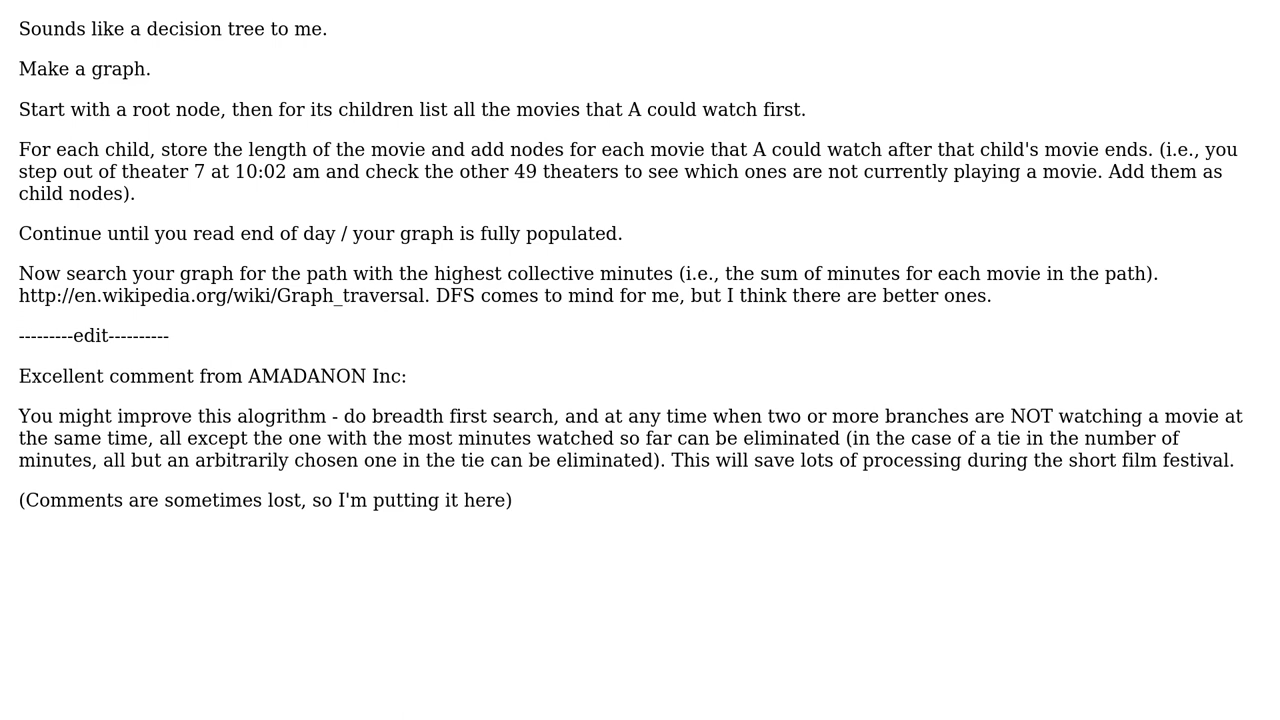 Sounds like a decision tree to me.
Make a graph.
Start with a root node, then for its children list all the movies that A could watch first.
For each child, store the length of the movie and add nodes for each movie that A could watch after that child's movie ends. (i.e., you
step out of theater 7 at 10:02 am and check the other 49 theaters to see which ones are not currently playing a movie. Add them as
child nodes).
Continue until you read end of day / your graph is fully populated.
Now search your graph for the path with the highest collective minutes (i.e., the sum of minutes for each movie in the path).
http://en.wikipedia.org/wiki/Graph_traversal. DFS comes to mind for me, but I think there are better ones.
---------edit----------
Excellent comment from AMADANON Inc:
You might improve this alogrithm - do breadth first search, and at any time when two or more branches are NOT watching a movie at
the same time, all except the one with the most minutes watched so far can be eliminated (in the case of a tie in the number of
minutes, all but an arbitrarily chosen one in the tie can be eliminated). This will save lots of processing during the short film festival.
(Comments are sometimes lost, so I'm putting it here)